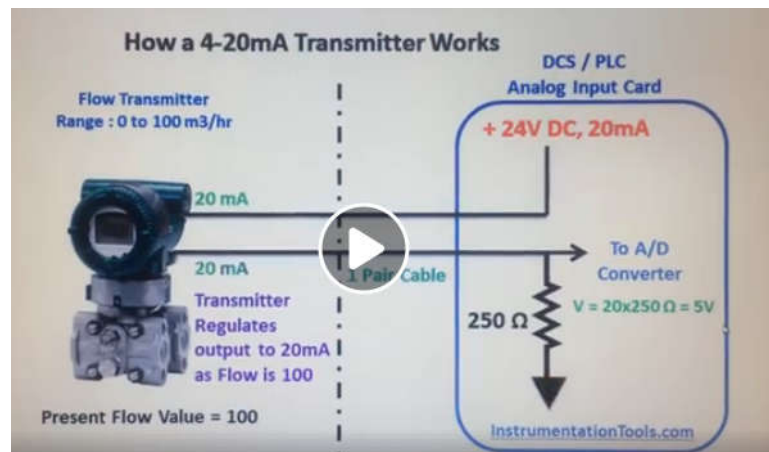 How a 4-20mA Transmitter Works
DCS / PLC
Analog Input Card
Flow Transmitter
Range : 0 to 100 m3/hr
+ 24V DC, 20mA
20 mA
20 mA
1 Pair Cable
To A/D
Converter
V = 20x250 Ω = 5V
250 Ω
Transmitter
Regulates
output to 20mA
as Flow is 100
Present Flow Value = 100
InstrumentationTools.com